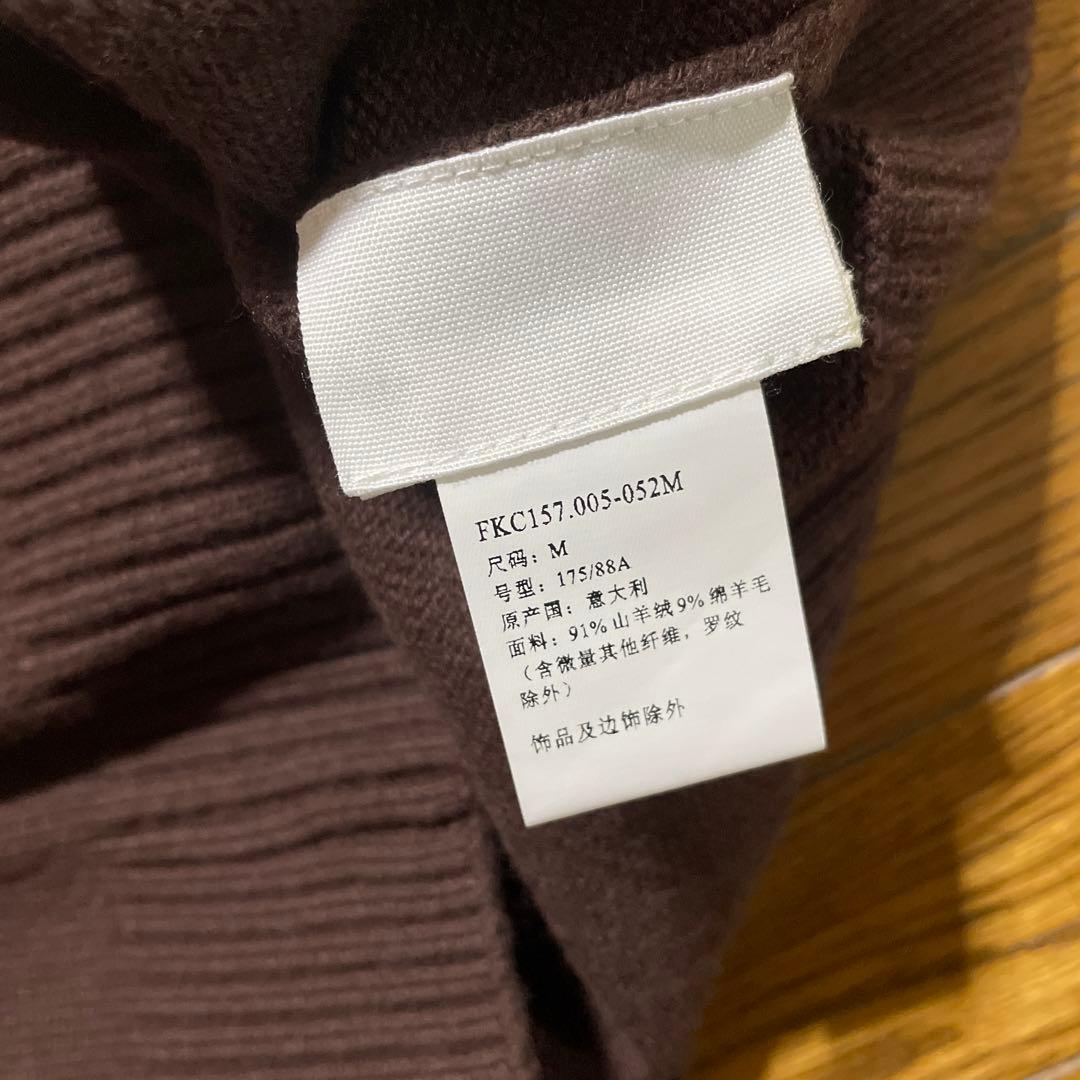 FKC157.005-052M
尺码：M
号型：175/88A
原产国：意大利
面料：91%山羊绒9%绵羊毛
（含微量其他纤维，罗纹
除外）
饰品及边饰除外